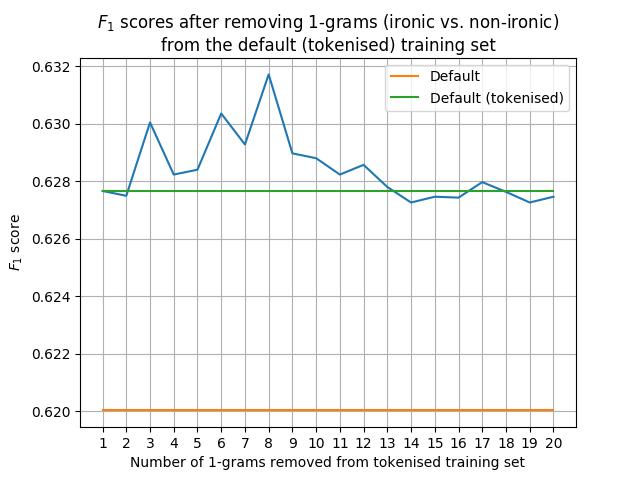 F₁ scores after removing 1-grams (ironic vs. non-ironic)
from the default (tokenised) training set
Default
Default (tokenised)
0.632
0.630
0.628
0.626
0.624
0.622
0.620
F₁ score
1 2 3 4 5 6 7 8 9 10 11 12 13 14 15 16 17 18 19 20
Number of 1-grams removed from tokenised training set